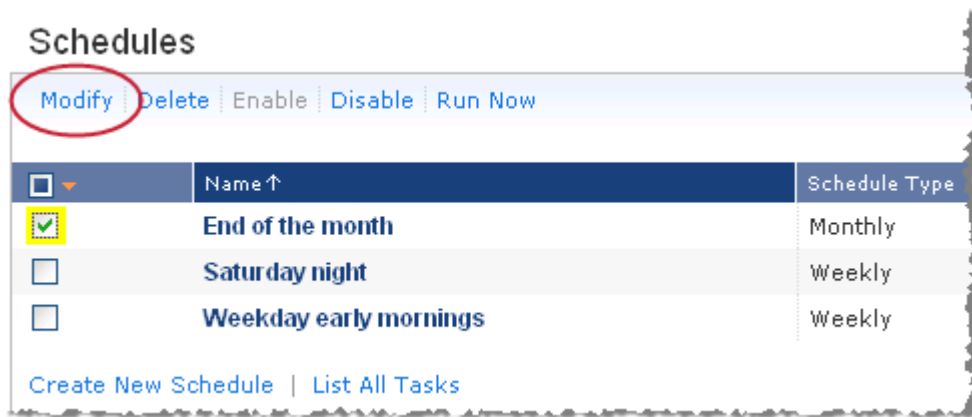 Schedules
Modify Delete Enable Disable Run Now
Name↑ Schedule Type
End of the month Monthly
Saturday night Weekly
Weekday early mornings Weekly
Create New Schedule | List All Tasks